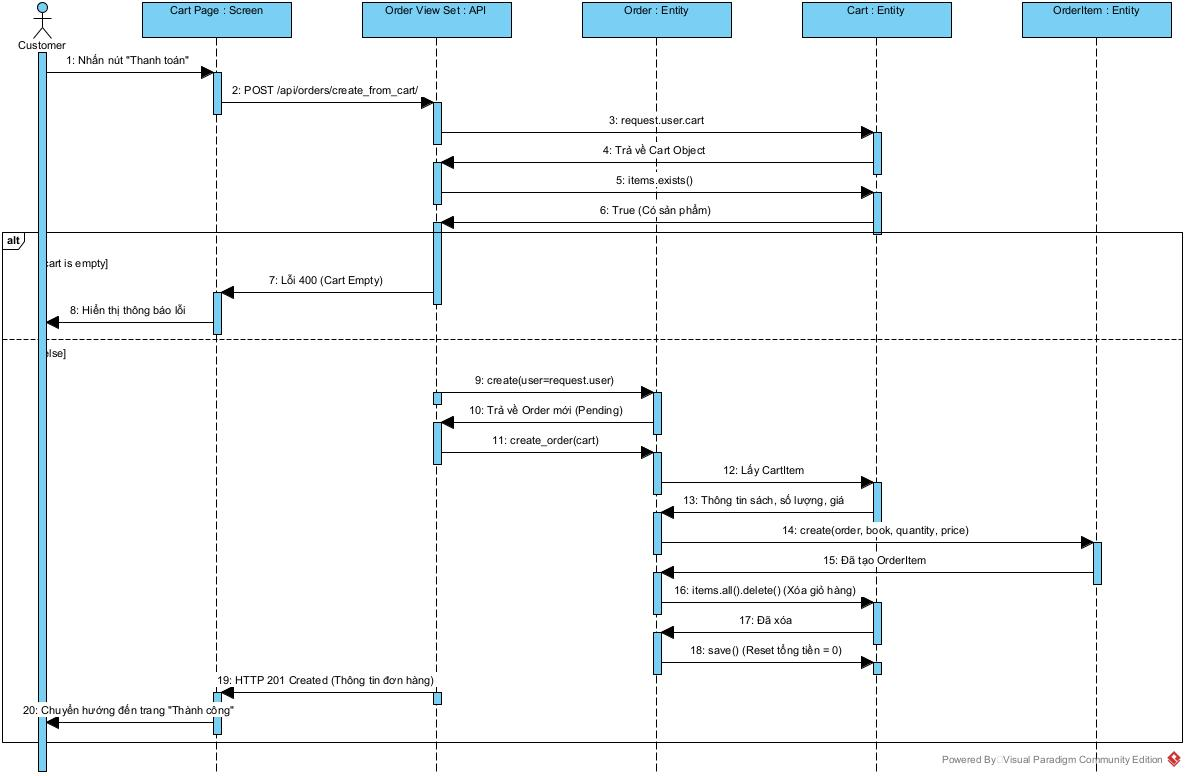 Cart Page : Screen
Order View Set : API
Order : Entity
Cart : Entity
OrderItem : Entity
Customer
1: Nhấn nút "Thanh toán"
2: POST /api/orders/create_from_cart/
3: request.user.cart
4: Trả về Cart Object
5: items.exists()
6: True (Có sản phẩm)
alt
cart is empty]
7: Lỗi 400 (Cart Empty)
8: Hiển thị thông báo lỗi
else]
9: create(user=request.user)
10: Trả về Order mới (Pending)
11: create_order(cart)
12: Lấy CartItem
13: Thông tin sách, số lượng, giá
14: create(order, book, quantity, price)
15: Đã tạo OrderItem
16: items.all().delete() (Xóa giỏ hàng)
17: Đã xóa
18: save() (Reset tổng tiền = 0)
19: HTTP 201 Created (Thông tin đơn hàng)
20: Chuyển hướng đến trang "Thành công"
Powered By Visual Paradigm Community Edition